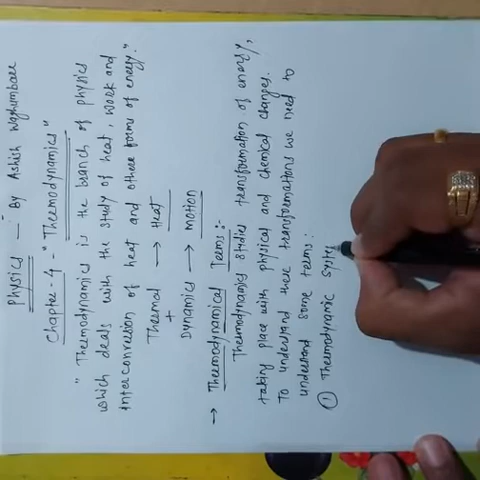 Physics — By Ashish Waghumbare
Chapter - 4 - "Thermodynamics"
" Thermodynamics is the branch of physics
which deals with the study of heat, work and
interconversion of heat and other forms of energy."
Thermal → Heat
+
Dynamics → motion
→ Thermodynamical Terms:-
Thermodynamics studies transformation of energy,
taking place with physical and chemical changes.
To understand these transformations we need to
understand some terms:
① Thermodynamic Syste